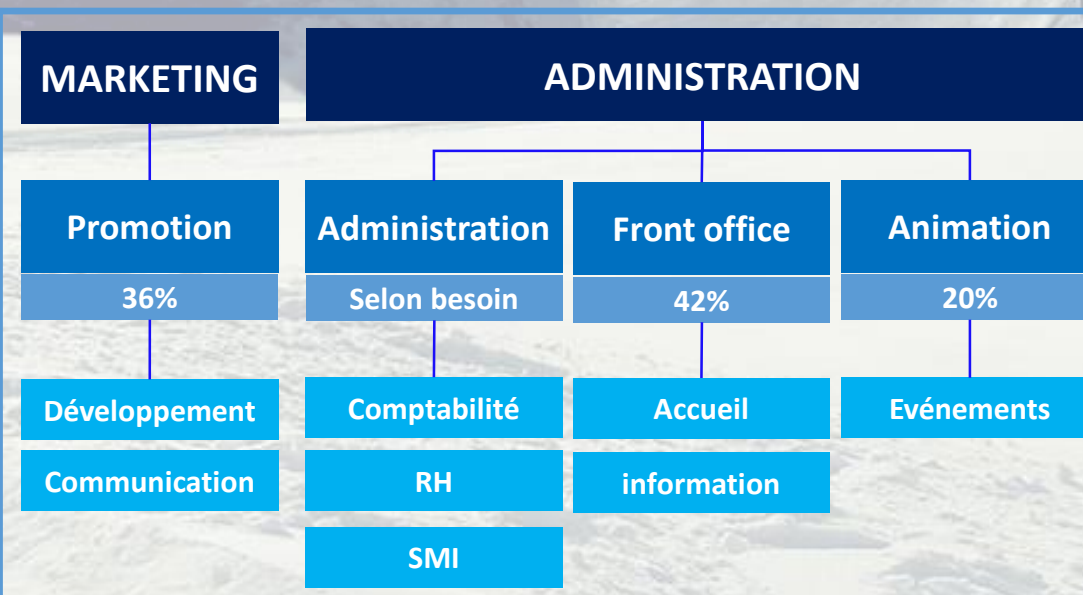 MARKETING
ADMINISTRATION
Promotion
Administration
Front office
Animation
36%
Selon besoin
42%
20%
Développement
Comptabilité
Accueil
Evénements
Communication
RH
information
SMI